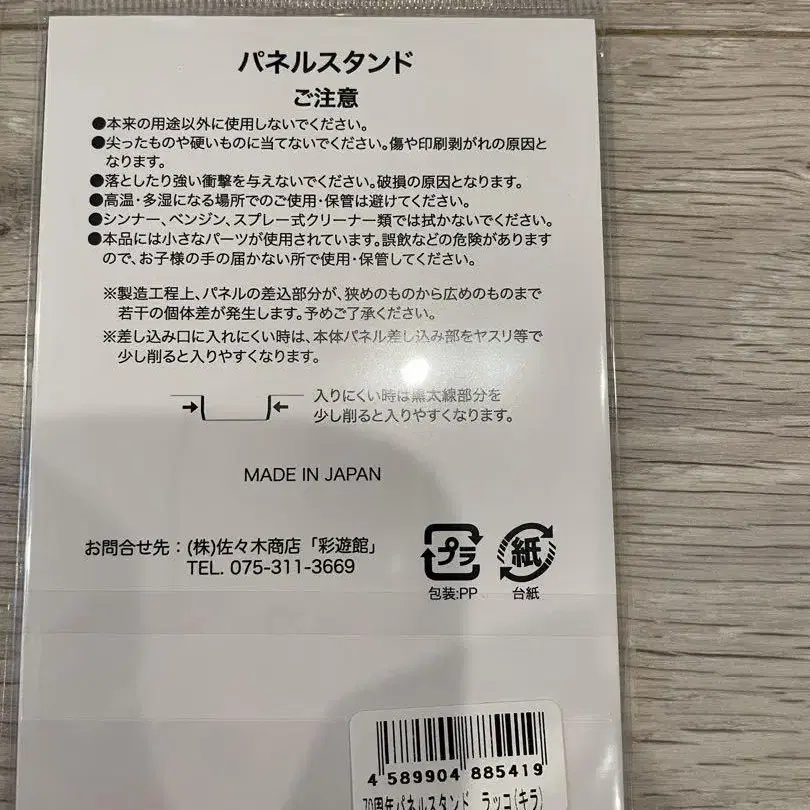 パネルスタンド
ご注意
●本来の用途以外に使用しないでください。
●尖ったものや硬いものに当てないでください。傷や印刷剥がれの原因と
なります。
●落としたり強い衝撃を与えないでください。破損の原因となります。
●高温・多湿になる場所でのご使用・保管は避けてください。
●シンナー、ベンジン、スプレー式クリーナー類では拭かないでください。
●本品には小さなパーツが使用されています。誤飲などの危険があります
ので、お子様の手の届かない所で使用・保管してください。
※製造工程上、パネルの差込部分が、狭めのものから広めのものまで
若干の個体差が発生します。予めご了承ください。
※差し込み口に入れにくい時は、本体パネル差し込み部をヤスリ等で
少し削ると入りやすくなります。
入りにくい時は黒太線部分を
少し削ると入りやすくなります。
MADE IN JAPAN
お問合せ先：(株)佐々木商店「彩遊館」
TEL. 075-311-3669
プラ
紙
包装:PP
台紙
4 589904 885419
70周年パネルスタンド ラッコ(キラ)